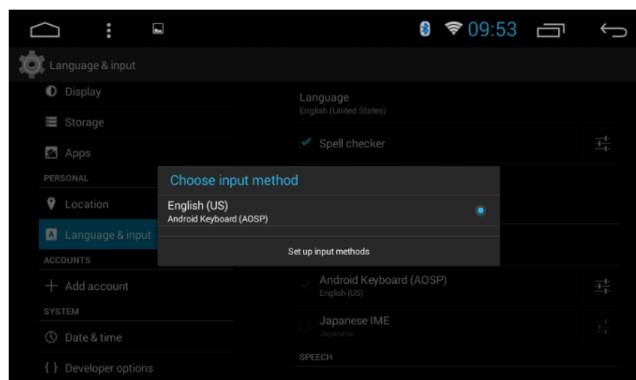 09:53
Language & input
Display
Storage
Apps
PERSONAL
Location
Language & input
ACCOUNTS
Add account
SYSTEM
Date & time
{ } Developer options
Language
English (United States)
Spell checker
Choose input method
English (US)
Android Keyboard (AOSP)
Set up input methods
Android Keyboard (AOSP)
English (US)
Japanese IME
Japanese
SPEECH